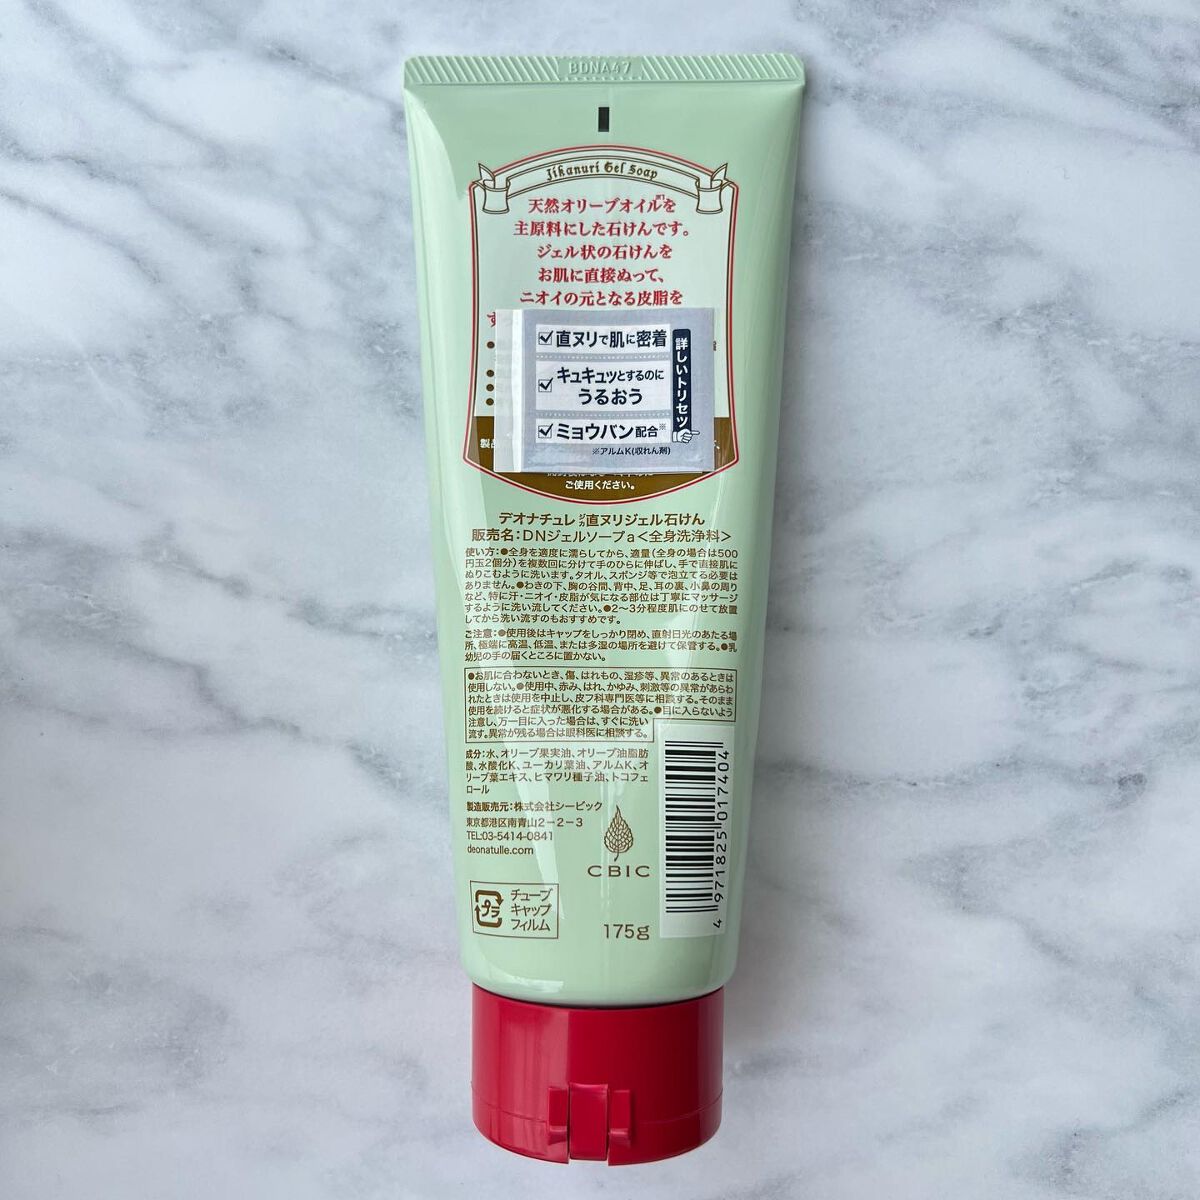 BDNA47
Jikanuri Gel Soap
天然オリーブオイルを
主原料にした石けんです。
ジェル状の石けんを
お肌に直接ぬって、
ニオイの元となる皮脂を
す
直ヌリで肌に密着
キュキュッとするのに
うるおう
ミョウバン配合※
※アルムK(収れん剤)
詳しいトリセツ
製品
ご使用ください。
デオナチュレ 直ヌリジェル石けん
ジカ
販売名:DNジェルソープa<全身洗浄料>
使い方:●全身を適度に濡らしてから、適量(全身の場合は500
円玉2個分)を複数回に分けて手のひらに伸ばし、手で直接肌に
ぬりこむように洗います。タオル、スポンジ等で泡立てる必要は
ありません。●わきの下、胸の谷間、背中、足、耳の裏、小鼻の周り
など、特に汗・ニオイ・皮脂が気になる部位は丁寧にマッサージ
するように洗い流してください。●2〜3分程度肌にのせて放置
してから洗い流すのもおすすめです。
ご注意:●使用後はキャップをしっかり閉め、直射日光のあたる場
所、極端に高温、低温、または多湿の場所を避けて保管する。●乳
幼児の手の届くところに置かない。
●お肌に合わないとき、傷、はれもの、湿疹等、異常のあるときは
使用しない。●使用中、赤み、はれ、かゆみ、刺激等の異常があらわ
れたときは使用を中止し、皮フ科専門医等に相談する。そのまま
使用を続けると症状が悪化する場合がある。●目に入らないよう
注意し、万一目に入った場合は、すぐに洗い
流す。異常が残る場合は眼科医に相談する。
成分:水、オリーブ果実油、オリーブ油脂肪
酸、水酸化K、ユーカリ葉油、アルムK、オ
リーブ葉エキス、ヒマワリ種子油、トコフェ
ロール
製造販売元:株式会社シービック
東京都港区南青山2-2-3
TEL:03-5414-0841
deonatulle.com
CBIC
プラ
チューブ
キャップ
フィルム
175g
4 971825 017404